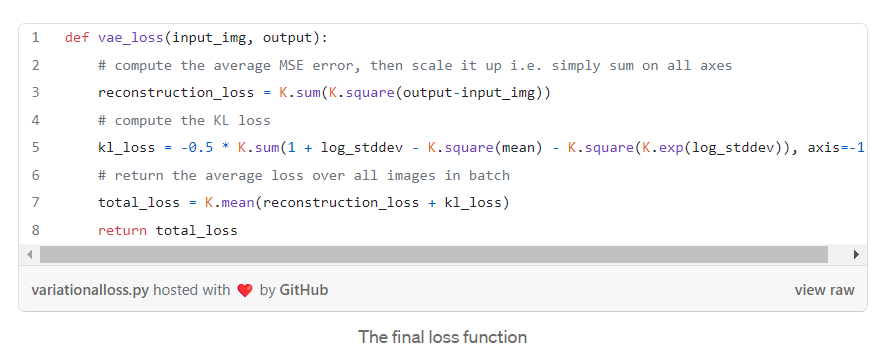 1 def vae_loss(input_img, output):
2 # compute the average MSE error, then scale it up i.e. simply sum on all axes
3 reconstruction_loss = K.sum(K.square(output-input_img))
4 # compute the KL loss
5 kl_loss = -0.5 * K.sum(1 + log_stddev - K.square(mean) - K.square(K.exp(log_stddev)), axis=-1
6 # return the average loss over all images in batch
7 total_loss = K.mean(reconstruction_loss + kl_loss)
8 return total_loss
variationalloss.py hosted with ❤ by GitHub view raw
The final loss function